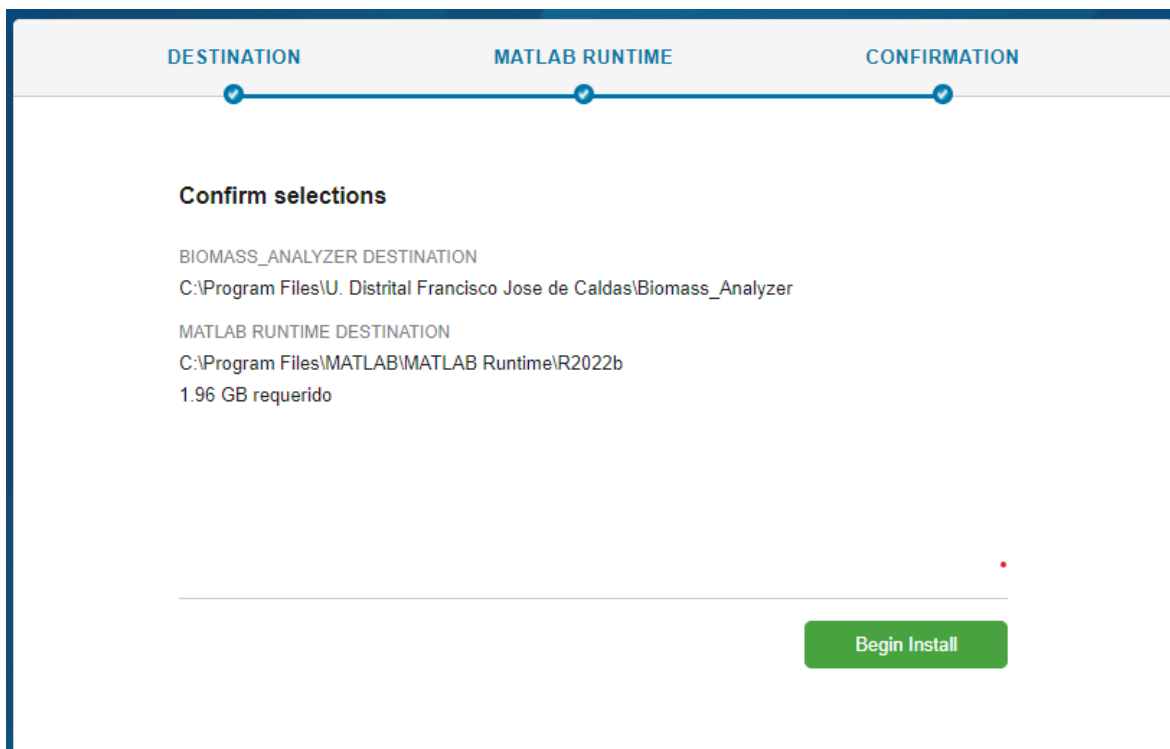 DESTINATION MATLAB RUNTIME CONFIRMATION
Confirm selections
BIOMASS_ANALYZER DESTINATION
C:\Program Files\U. Distrital Francisco Jose de Caldas\Biomass_Analyzer
MATLAB RUNTIME DESTINATION
C:\Program Files\MATLAB\MATLAB Runtime\R2022b
1.96 GB requerido
Begin Install